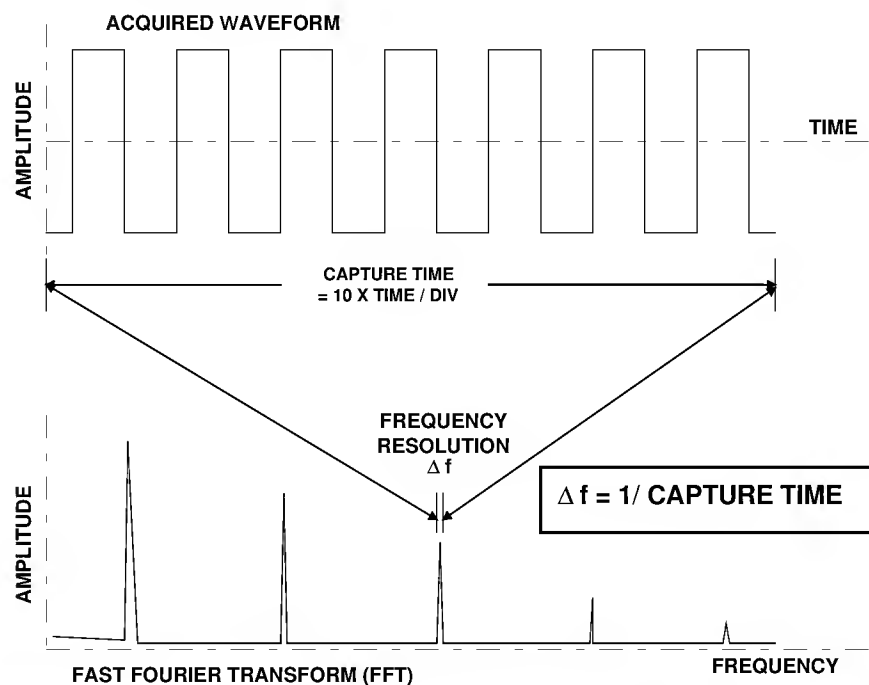 ACQUIRED WAVEFORM
AMPLITUDE
TIME
CAPTURE TIME
= 10 X TIME / DIV
FREQUENCY
RESOLUTION
Δ f
Δ f = 1/ CAPTURE TIME
AMPLITUDE
FREQUENCY
FAST FOURIER TRANSFORM (FFT)